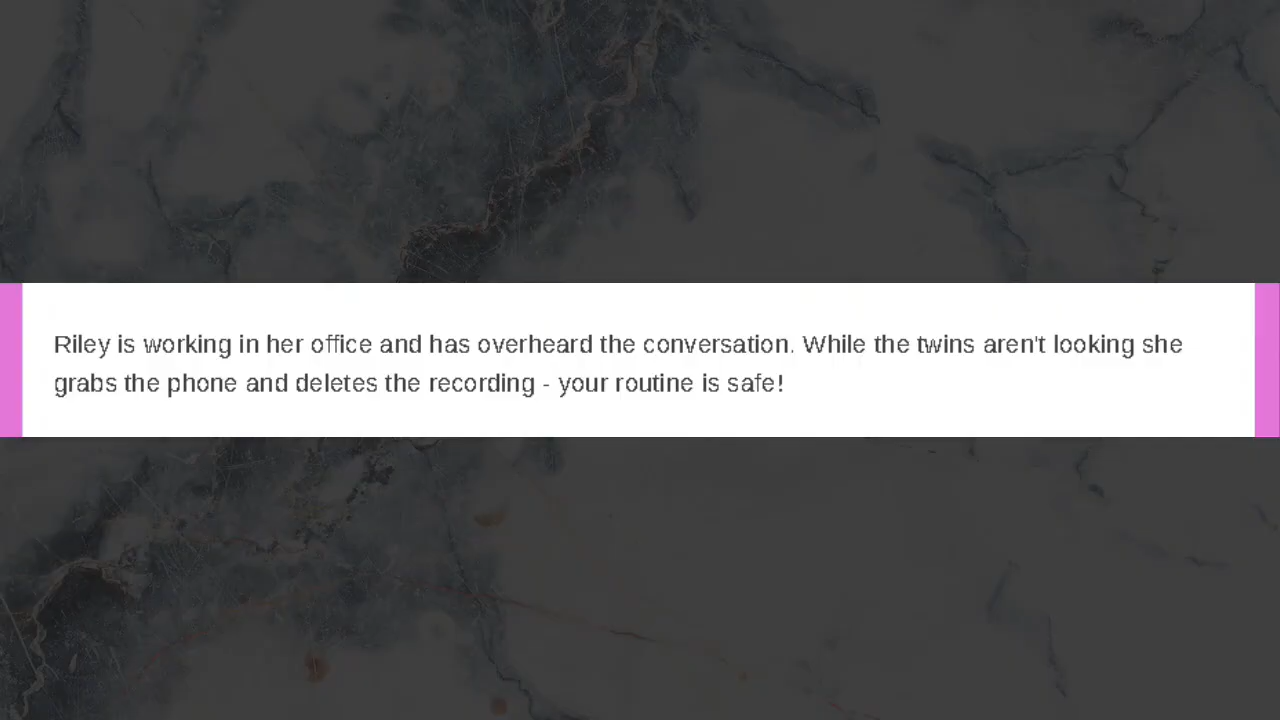 Riley is working in her office and has overheard the conversation. While the twins aren't looking she
grabs the phone and deletes the recording - your routine is safe!